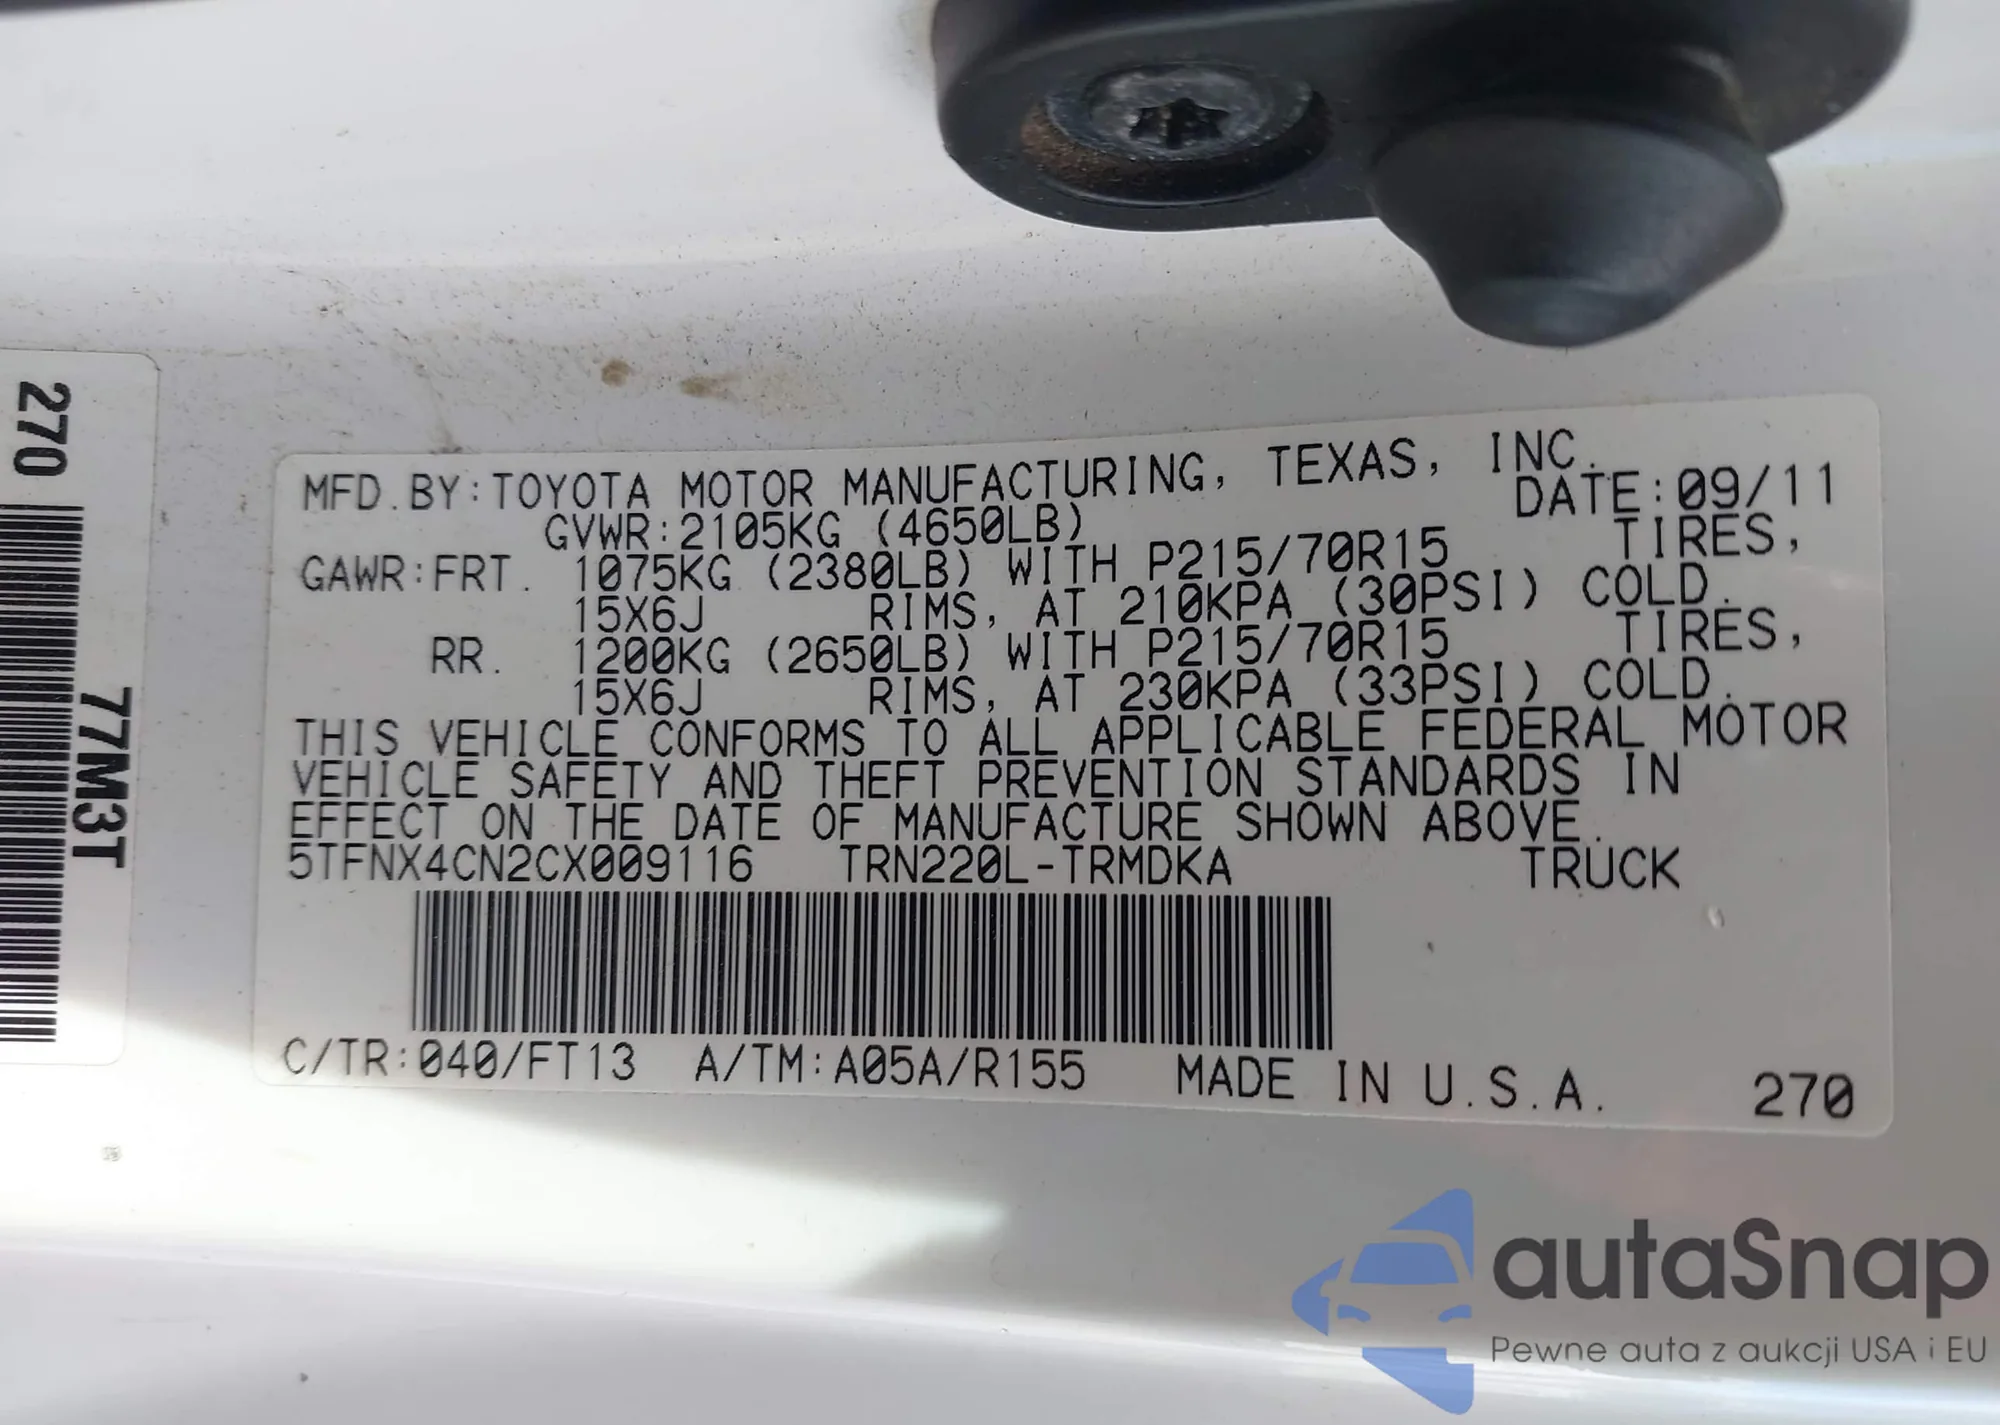 270
77M3T
MFD.BY:TOYOTA MOTOR MANUFACTURING, TEXAS, INC.
GVWR:2105KG (4650LB) DATE:09/11
GAWR:FRT. 1075KG (2380LB) WITH P215/70R15 TIRES,
15X6J RIMS, AT 210KPA (30PSI) COLD.
RR. 1200KG (2650LB) WITH P215/70R15 TIRES,
15X6J RIMS, AT 230KPA (33PSI) COLD.
THIS VEHICLE CONFORMS TO ALL APPLICABLE FEDERAL MOTOR
VEHICLE SAFETY AND THEFT PREVENTION STANDARDS IN
EFFECT ON THE DATE OF MANUFACTURE SHOWN ABOVE.
5TFNX4CN2CX009116 TRN220L-TRMDKA TRUCK
C/TR:040/FT13 A/TM:A05A/R155 MADE IN U.S.A. 270
autaSnap
Pewne auta z aukcji USA i EU